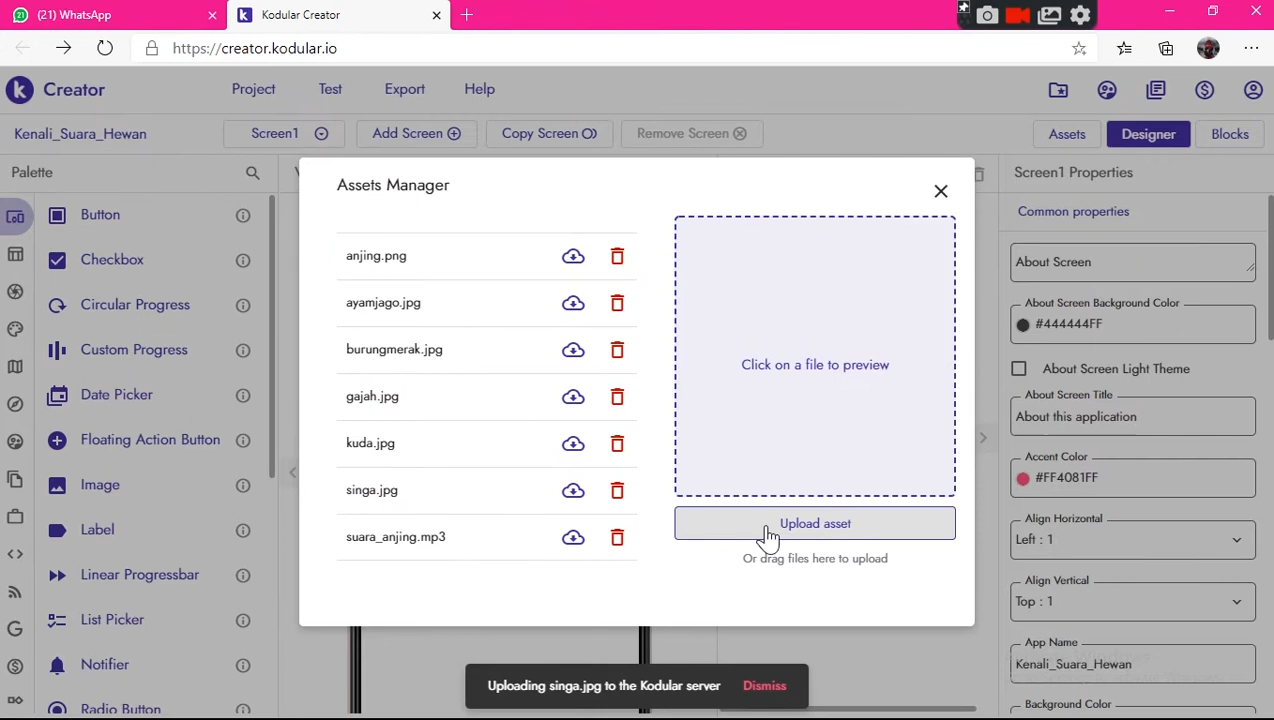 (21) WhatsApp
Kodular Creator
https://creator.kodular.io
Creator
Project
Test
Export
Help
Kenali_Suara_Hewan
Screen1
Add Screen
Copy Screen
Remove Screen
Assets
Designer
Blocks
Palette
Button
Checkbox
Circular Progress
Custom Progress
Date Picker
Floating Action Button
Image
Label
Linear Progressbar
List Picker
Notifier
Radio Button
Assets Manager
anjing.png
ayamjago.jpg
burungmerak.jpg
gajah.jpg
kuda.jpg
singa.jpg
suara_anjing.mp3
Click on a file to preview
Upload asset
Or drag files here to upload
Uploading singa.jpg to the Kodular server
Dismiss
Screen1 Properties
Common properties
About Screen
About Screen Background Color
#444444FF
About Screen Light Theme
About Screen Title
About this application
Accent Color
#FF4081FF
Align Horizontal
Left : 1
Align Vertical
Top : 1
App Name
Kenali_Suara_Hewan
Background Color